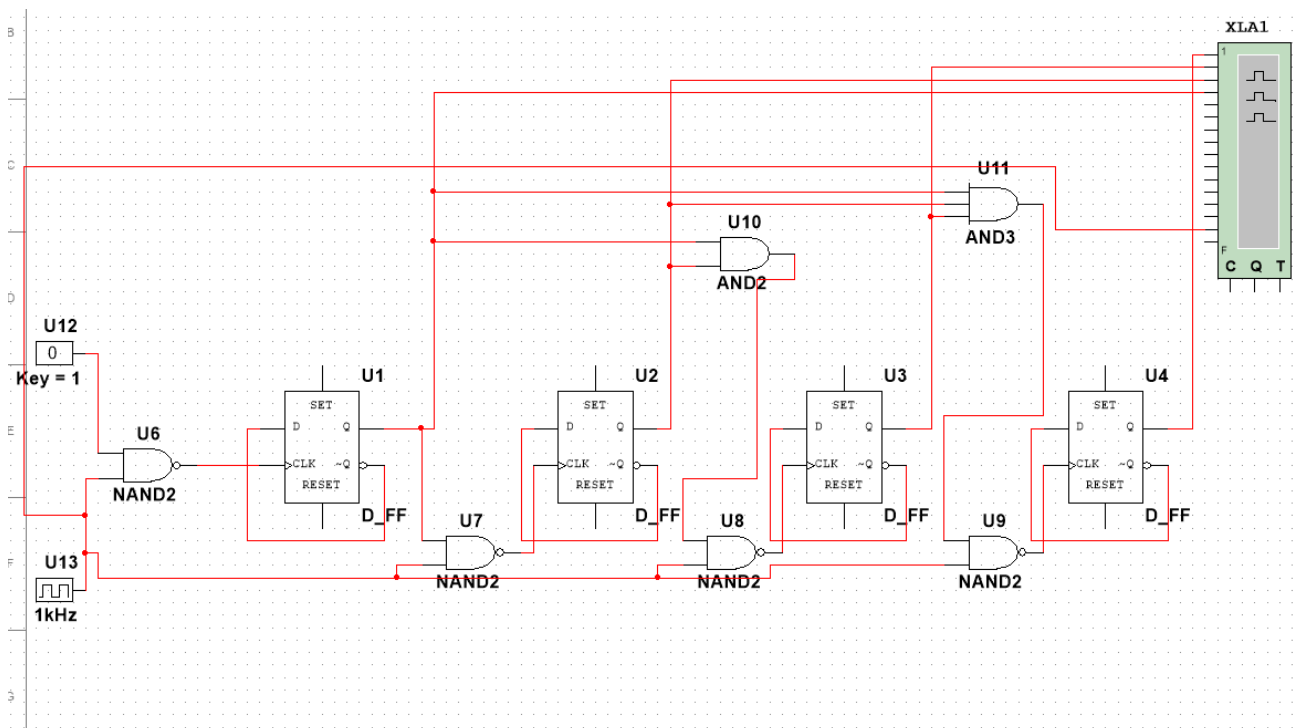 XLA1
B
1
C
U11
U10
AND3
F
AND2
C Q T
D
U12
0
Key = 1
U1
U2
U3
U4
SET
SET
SET
SET
E
D Q
D Q
D Q
D Q
U6
CLK ~Q
CLK ~Q
CLK ~Q
CLK ~Q
RESET
RESET
RESET
RESET
NAND2
D_FF
D_FF
D_FF
D_FF
U7
U8
U9
F
U13
NAND2
NAND2
NAND2
1kHz
G